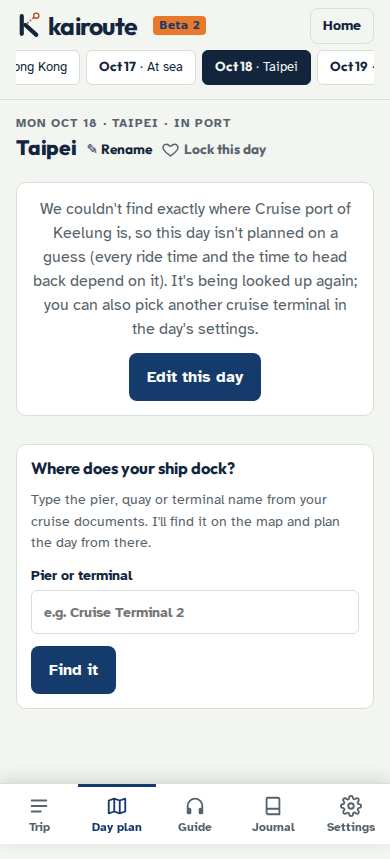 kairoute
Beta 2
Home
ong Kong
Oct 17 · At sea
Oct 18 · Taipei
Oct 19 ·
MON OCT 18 · TAIPEI · IN PORT
Taipei
✎ Rename
Lock this day
We couldn't find exactly where Cruise port of
Keelung is, so this day isn't planned on a
guess (every ride time and the time to head
back depend on it). It's being looked up again;
you can also pick another cruise terminal in
the day's settings.
Edit this day
Where does your ship dock?
Type the pier, quay or terminal name from your
cruise documents. I'll find it on the map and plan
the day from there.
Pier or terminal
e.g. Cruise Terminal 2
Find it
Trip
Day plan
Guide
Journal
Settings